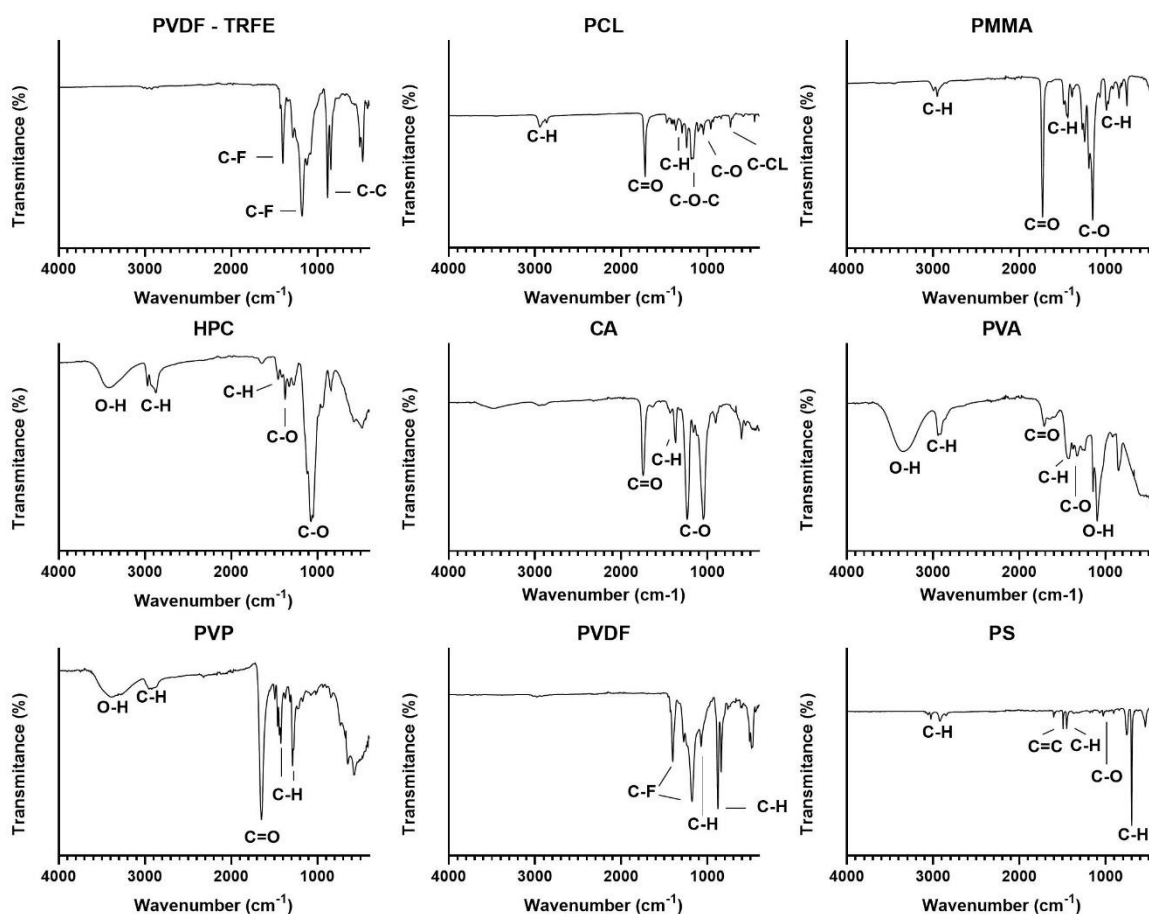 PVDF - TRFE
Transmitance (%)
C-F
C-F
C-C
4000 3000 2000 1000
Wavenumber (cm-1)
PCL
Transmitance (%)
C-H
C=O
C-H
C-O-C
C-O
C-CL
4000 3000 2000 1000
Wavenumber (cm-1)
PMMA
Transmitance (%)
C-H
C-H
C-H
C=O
C-O
4000 3000 2000 1000
Wavenumber (cm-1)
HPC
Transmitance (%)
O-H
C-H
C-H
C-O
C-O
4000 3000 2000 1000
Wavenumber (cm-1)
CA
Transmitance (%)
C-H
C=O
C-O
4000 3000 2000 1000
Wavenumber (cm-1)
PVA
Transmitance (%)
O-H
C-H
C=O
C-H
C-O
O-H
4000 3000 2000 1000
Wavenumber (cm-1)
PVP
Transmitance (%)
O-H
C-H
C-H
C=O
4000 3000 2000 1000
Wavenumber (cm-1)
PVDF
Transmitance (%)
C-F
C-H
C-H
4000 3000 2000 1000
Wavenumber (cm-1)
PS
Transmitance (%)
C-H
C=C
C-H
C-O
C-H
4000 3000 2000 1000
Wavenumber (cm-1)